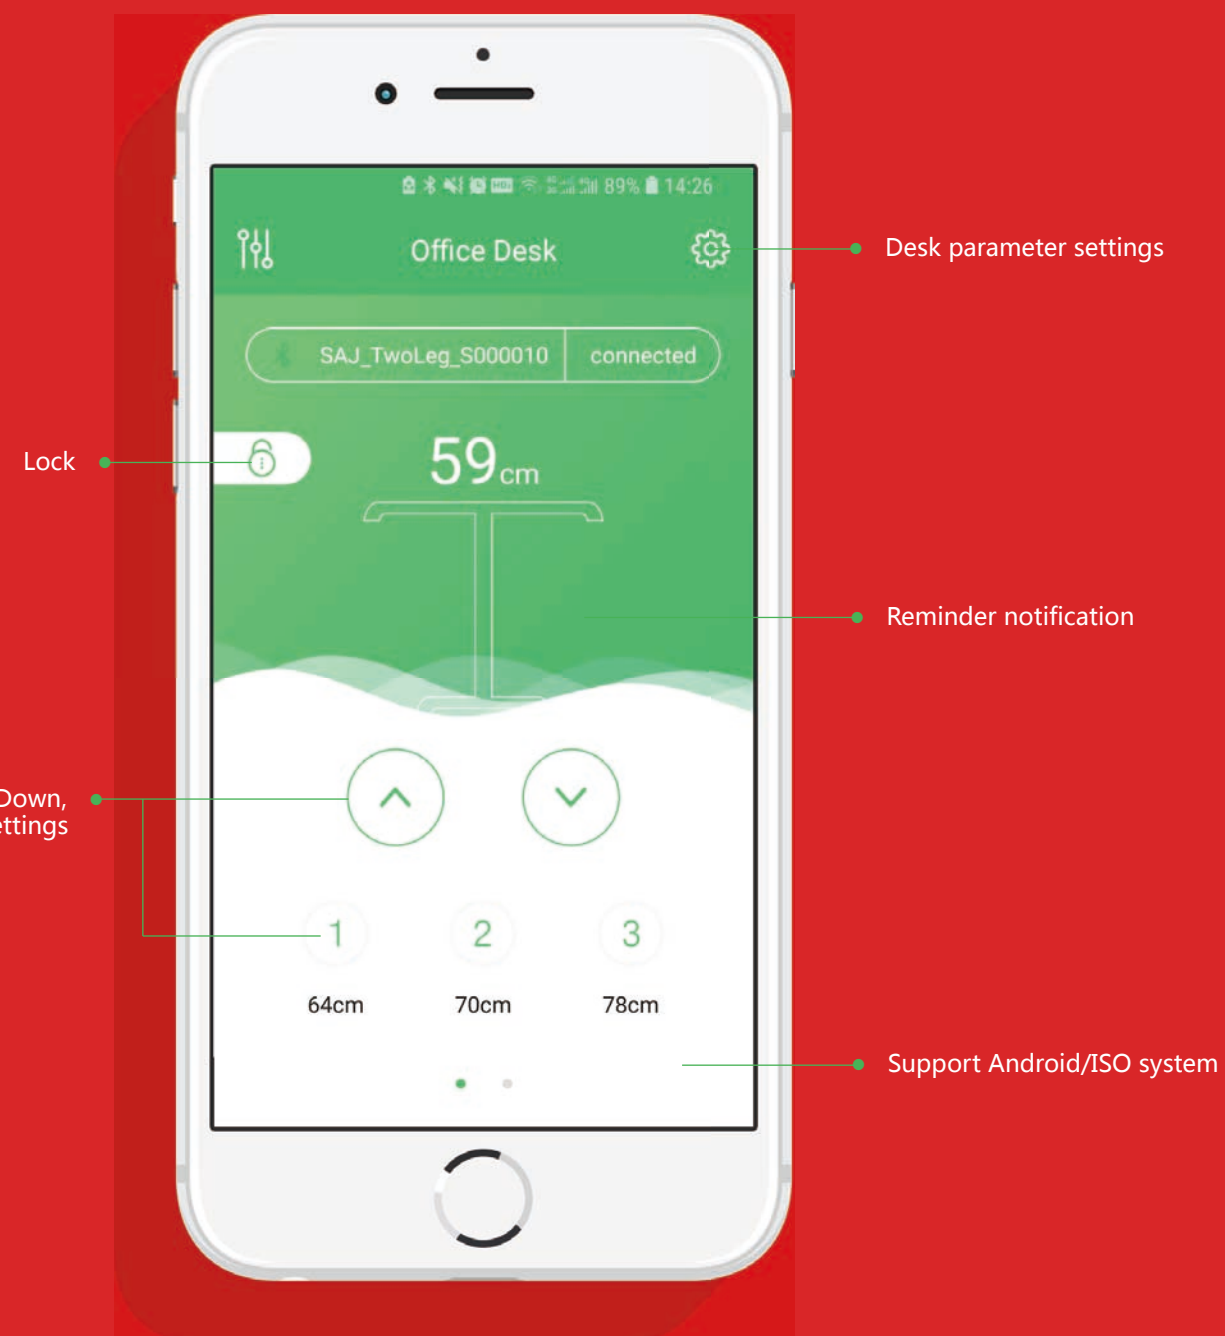 89% 14:26
Office Desk
Desk parameter settings
SAJ_TwoLeg_S000010 connected
Lock
59cm
Reminder notification
Down,
ettings
1 2 3
64cm 70cm 78cm
Support Android/ISO system